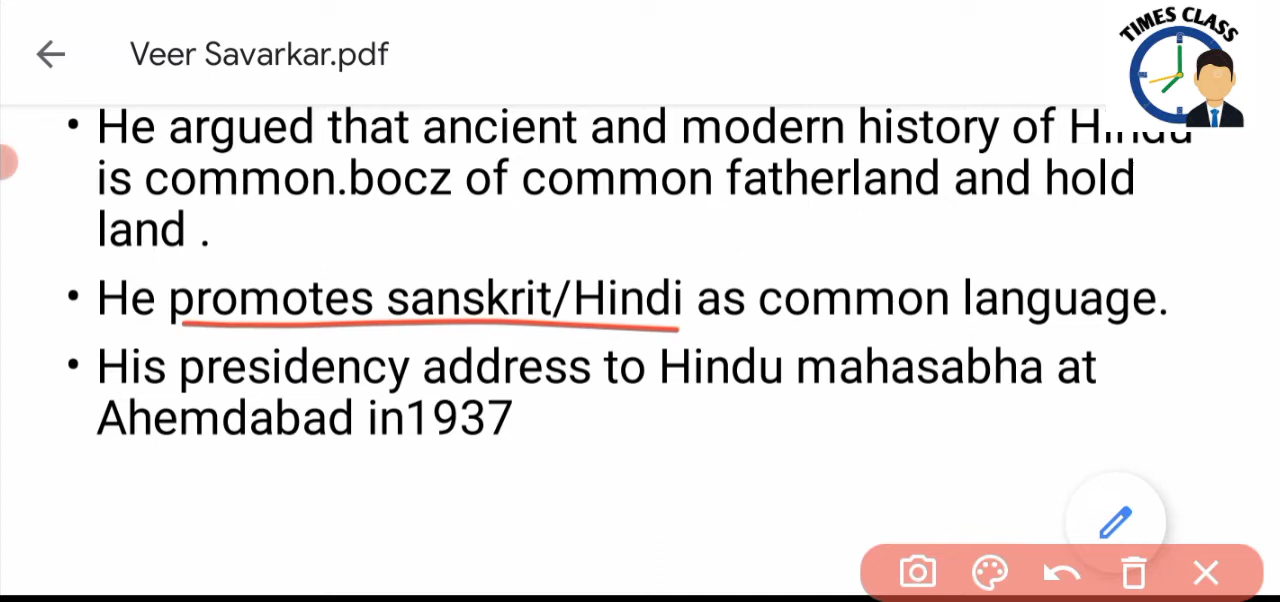 TIMES CLASS
Veer Savarkar.pdf
• He argued that ancient and modern history of Hindu
is common.bocz of common fatherland and hold
land .
• He promotes sanskrit/Hindi as common language.
• His presidency address to Hindu mahasabha at
Ahemdabad in1937